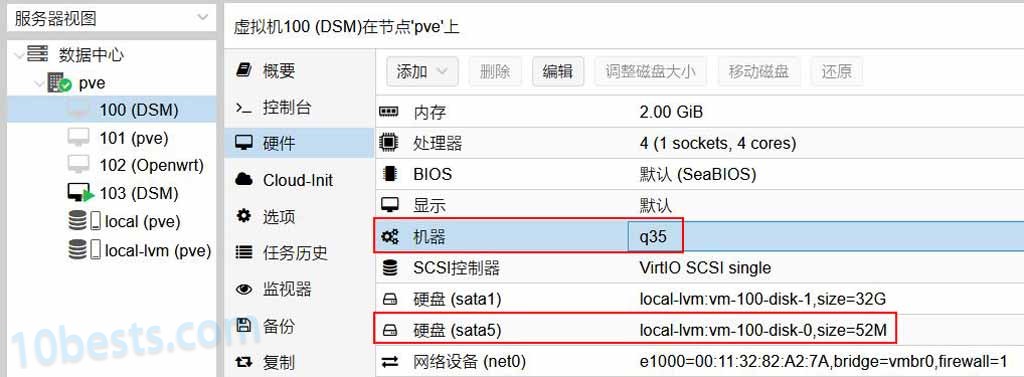 服务器视图
数据中心
pve
100 (DSM)
101 (pve)
102 (Openwrt)
103 (DSM)
local (pve)
local-lvm (pve)
虚拟机100 (DSM)在节点'pve'上
概要
控制台
硬件
Cloud-Init
选项
任务历史
监视器
备份
复制
添加 删除 编辑 调整磁盘大小 移动磁盘 还原
内存 2.00 GiB
处理器 4 (1 sockets, 4 cores)
BIOS 默认 (SeaBIOS)
显示 默认
机器 q35
SCSI控制器 VirtIO SCSI single
硬盘 (sata1) local-lvm:vm-100-disk-1,size=32G
硬盘 (sata5) local-lvm:vm-100-disk-0,size=52M
网络设备 (net0) e1000=00:11:32:82:A2:7A,bridge=vmbr0,firewall=1
10bests.com